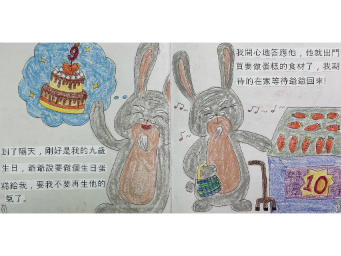 到了隔天，剛好是我的九歲
生日，爺爺說要做個生日蛋
糕給我，要我不要再生他的
氣了。
我開心地答應他，他就出門
買要做蛋糕的食材了，我期
待的在家等待爺爺回來！
10